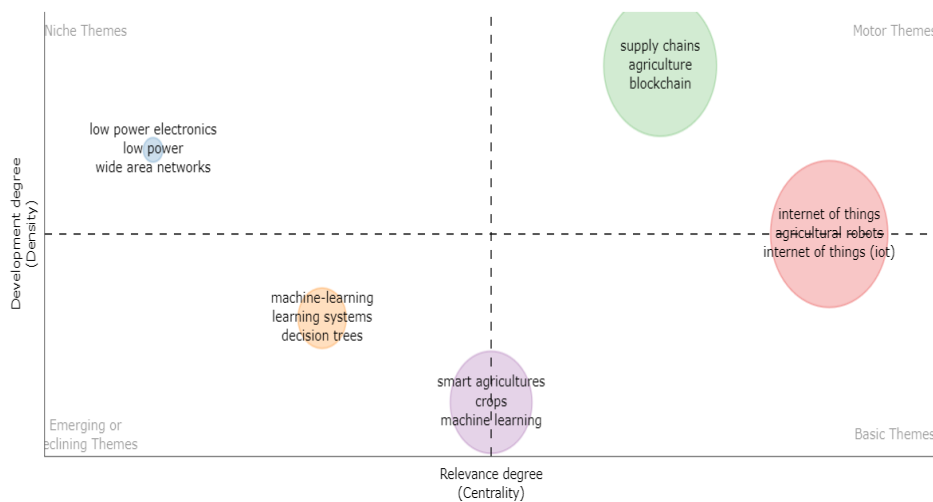 Niche Themes
Motor Themes
supply chains
agriculture
blockchain
low power electronics
low power
wide area networks
Development degree
(Density)
internet of things
agricultural robots
internet of things (iot)
machine-learning
learning systems
decision trees
smart agricultures
crops
machine learning
Emerging or
eclining Themes
Basic Themes
Relevance degree
(Centrality)